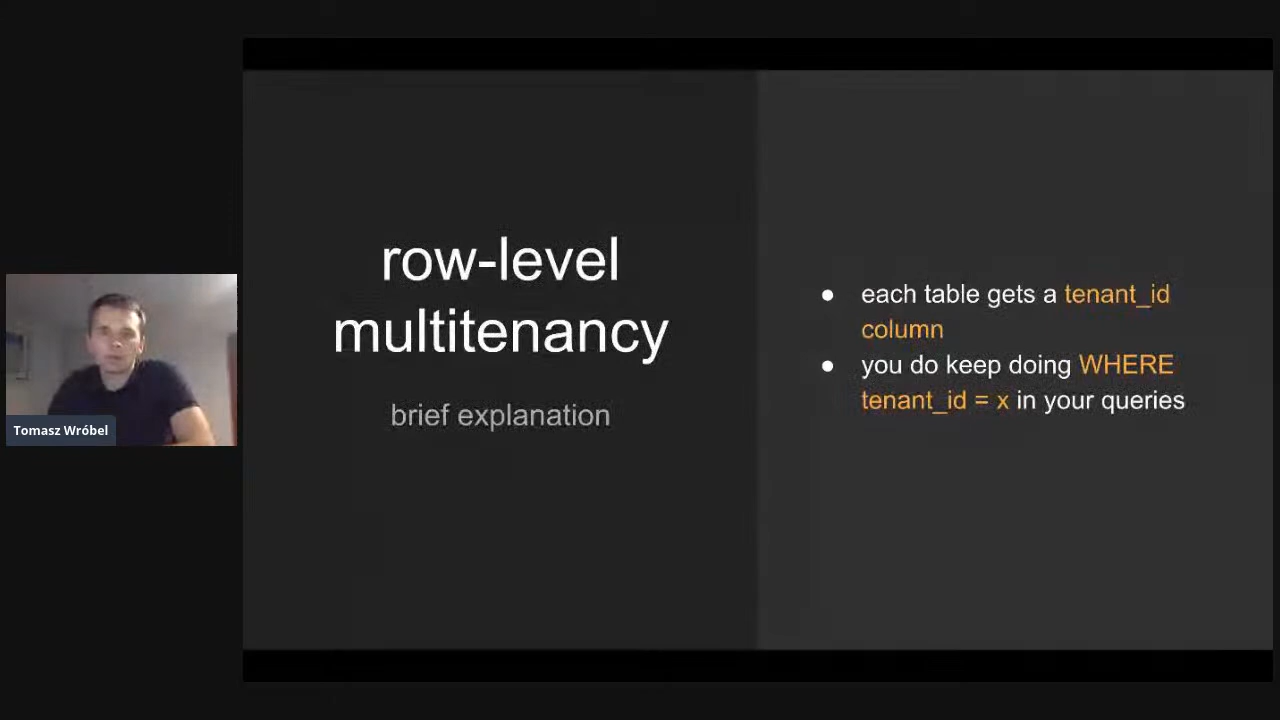 row-level
multitenancy
brief explanation
● each table gets a tenant_id
column
● you do keep doing WHERE
tenant_id = x in your queries
Tomasz Wróbel